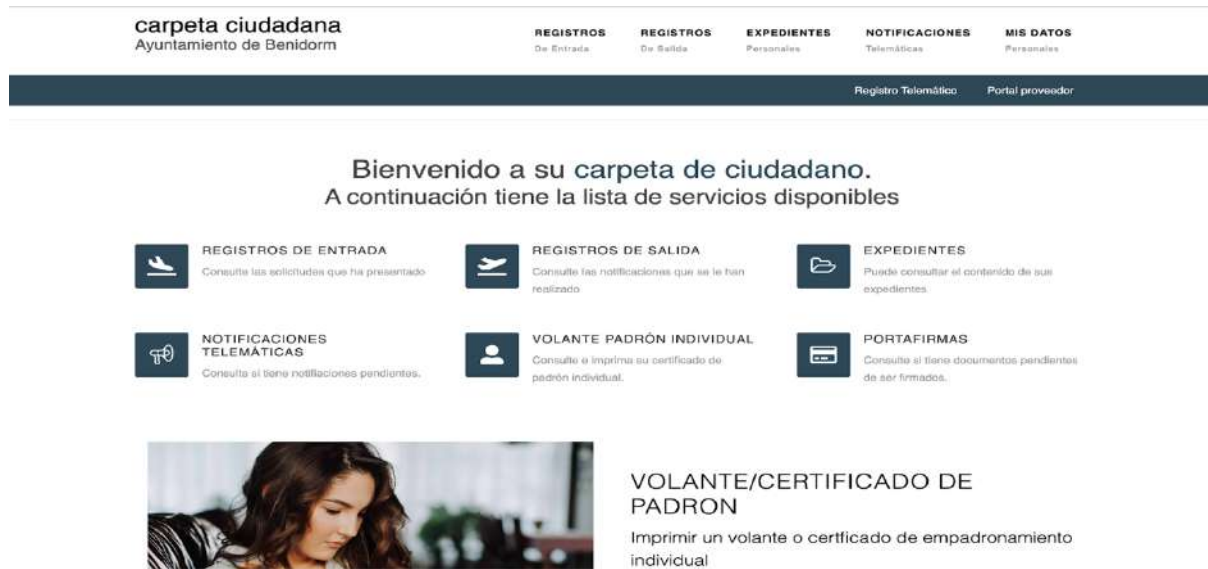 carpeta ciudadana
Ayuntamiento de Benidorm
REGISTROS
De Entrada
REGISTROS
De Salida
EXPEDIENTES
Personales
NOTIFICACIONES
Telemáticas
MIS DATOS
Personales
Registro Telemático
Portal proveedor
Bienvenido a su carpeta de ciudadano.
A continuación tiene la lista de servicios disponibles
REGISTROS DE ENTRADA
Consulte las solicitudes que ha presentado
REGISTROS DE SALIDA
Consulte las notificaciones que se le han
realizado
EXPEDIENTES
Puede consultar el contenido de sus
expedientes
NOTIFICACIONES
TELEMÁTICAS
Consulte si tiene notifiaciones pendientes.
VOLANTE PADRÓN INDIVIDUAL
Consulte e imprima su certificado de
padrón individual.
PORTAFIRMAS
Consulte si tiene documentos pendientes
de ser firmados.
VOLANTE/CERTIFICADO DE
PADRON
Imprimir un volante o certficado de empadronamiento
individual